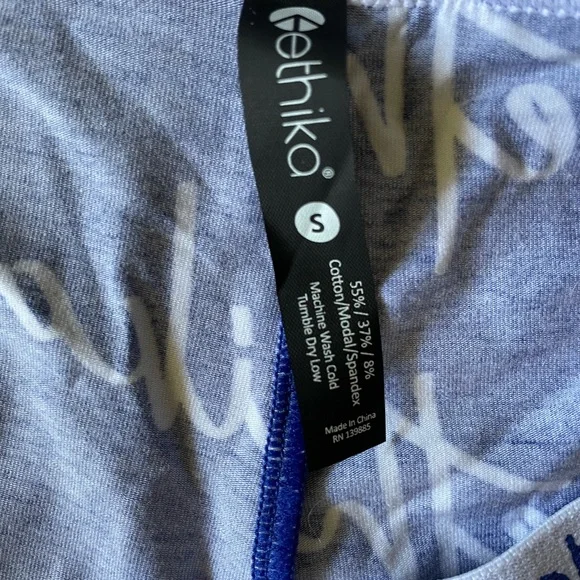 ethika®
S
55% / 37% / 8%
Cotton/Modal/Spandex
Machine Wash Cold
Tumble Dry Low
Made In China
RN 139885